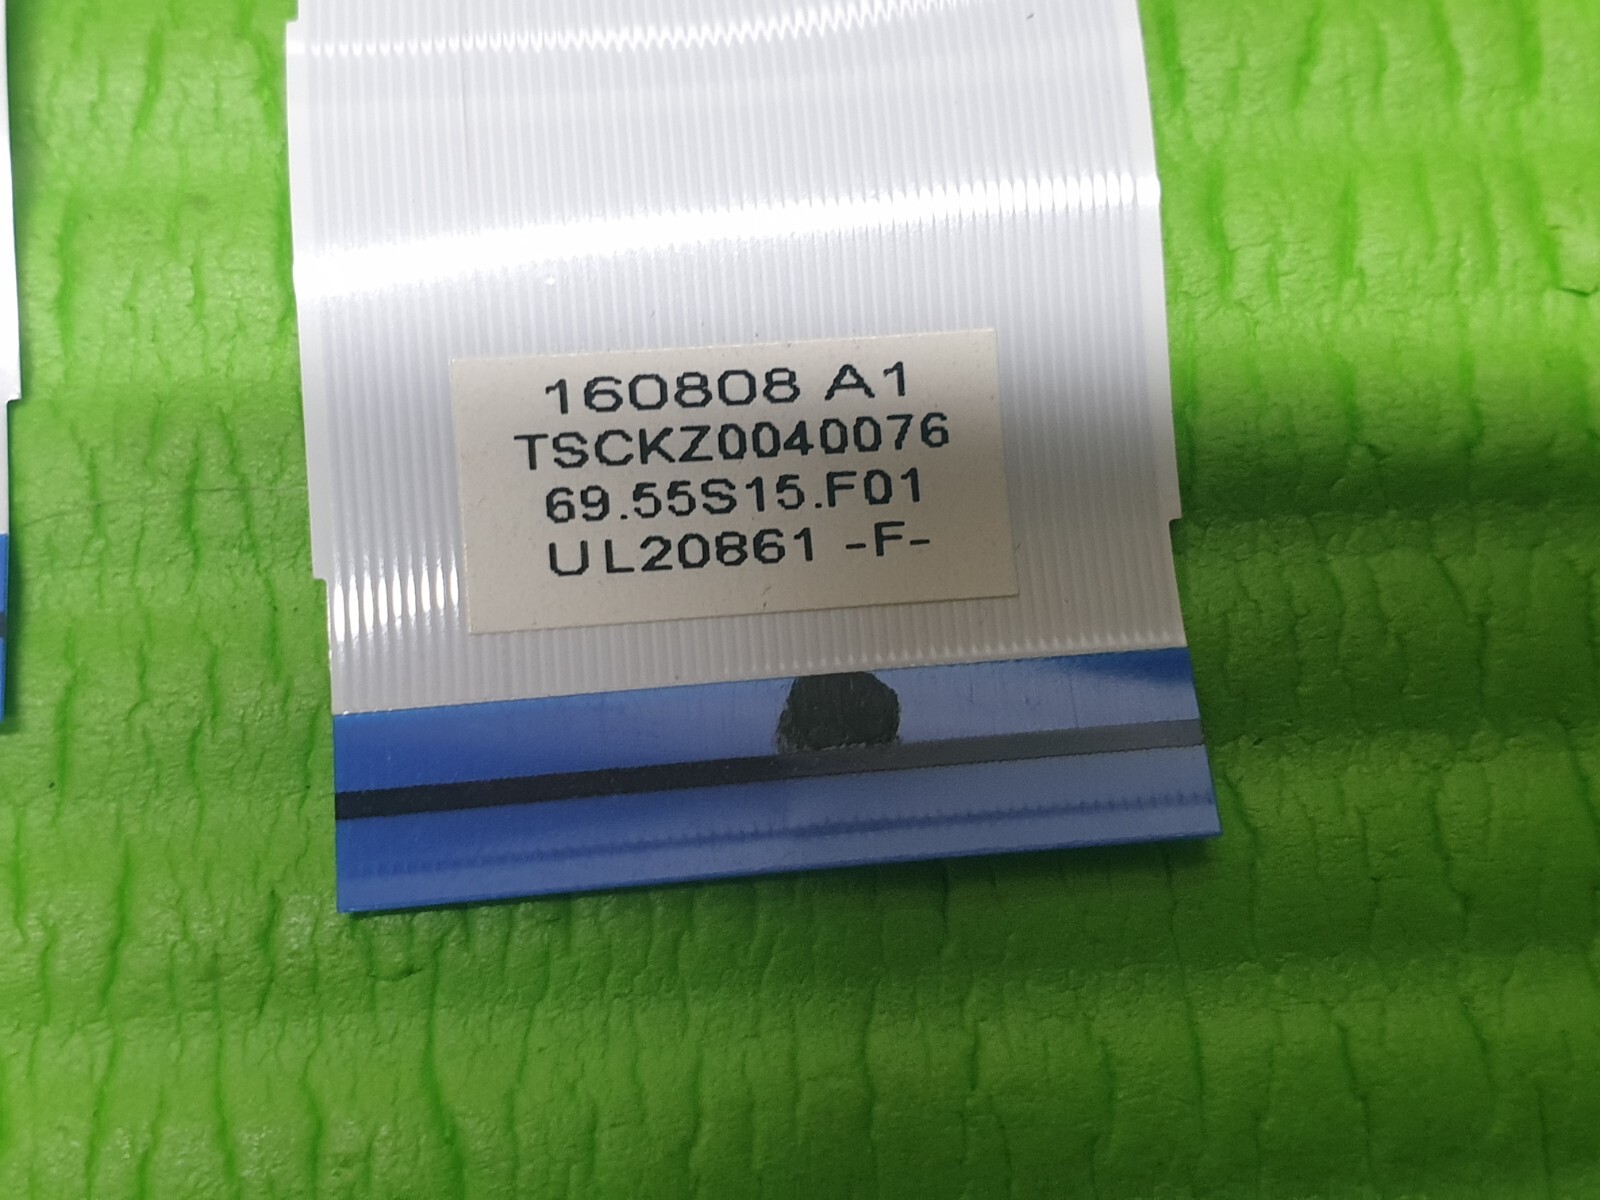 160808 A1
TSCKZ0040076
69.55S15.F01
UL20861 -F-